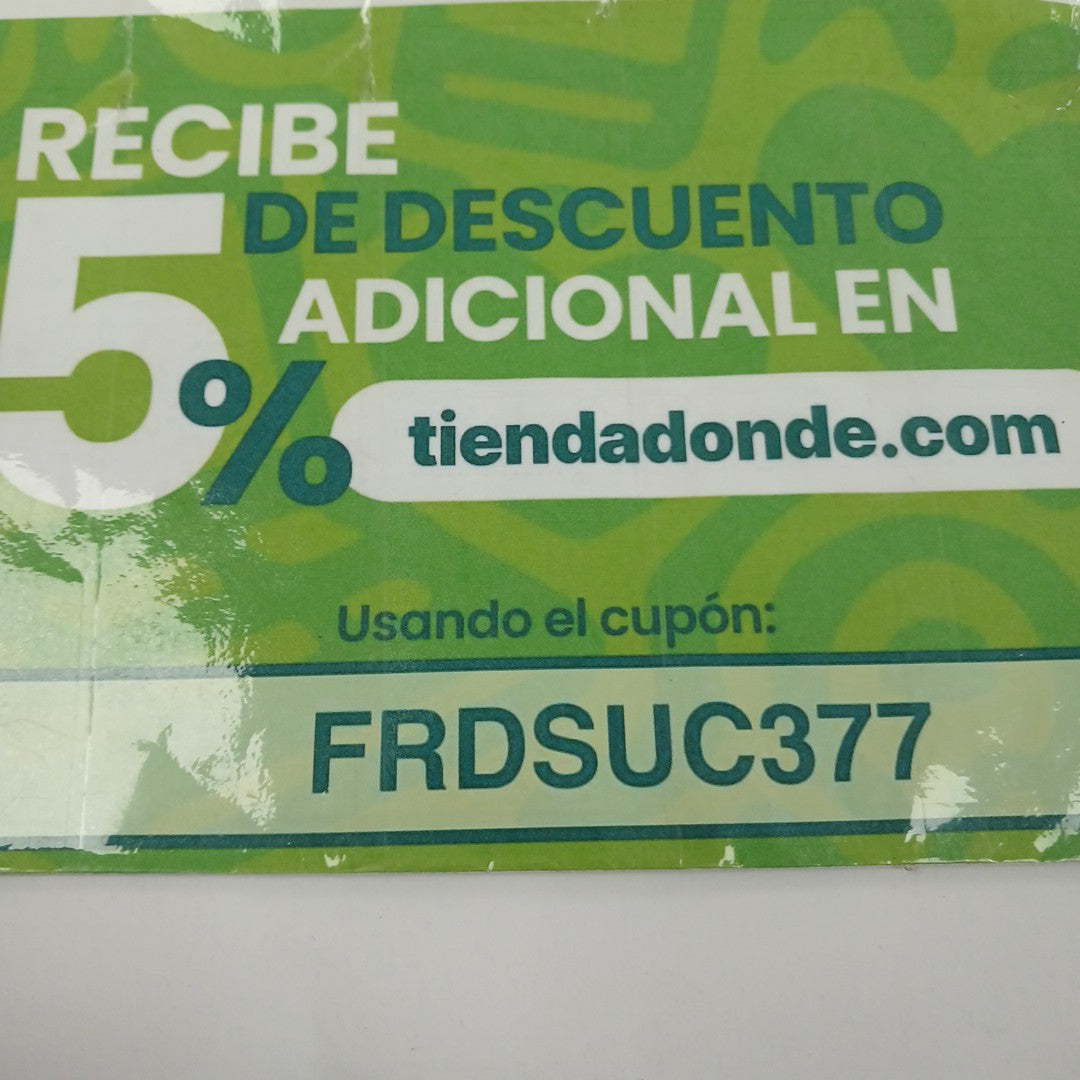 RECIBE
5% DE DESCUENTO
ADICIONAL EN
tiendadonde.com
Usando el cupón:
FRDSUC377